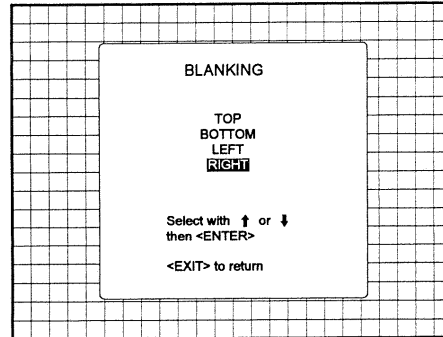 BLANKING
TOP
BOTTOM
LEFT
RIGHT
Select with ↑ or ↓
then <ENTER>
<EXIT> to return